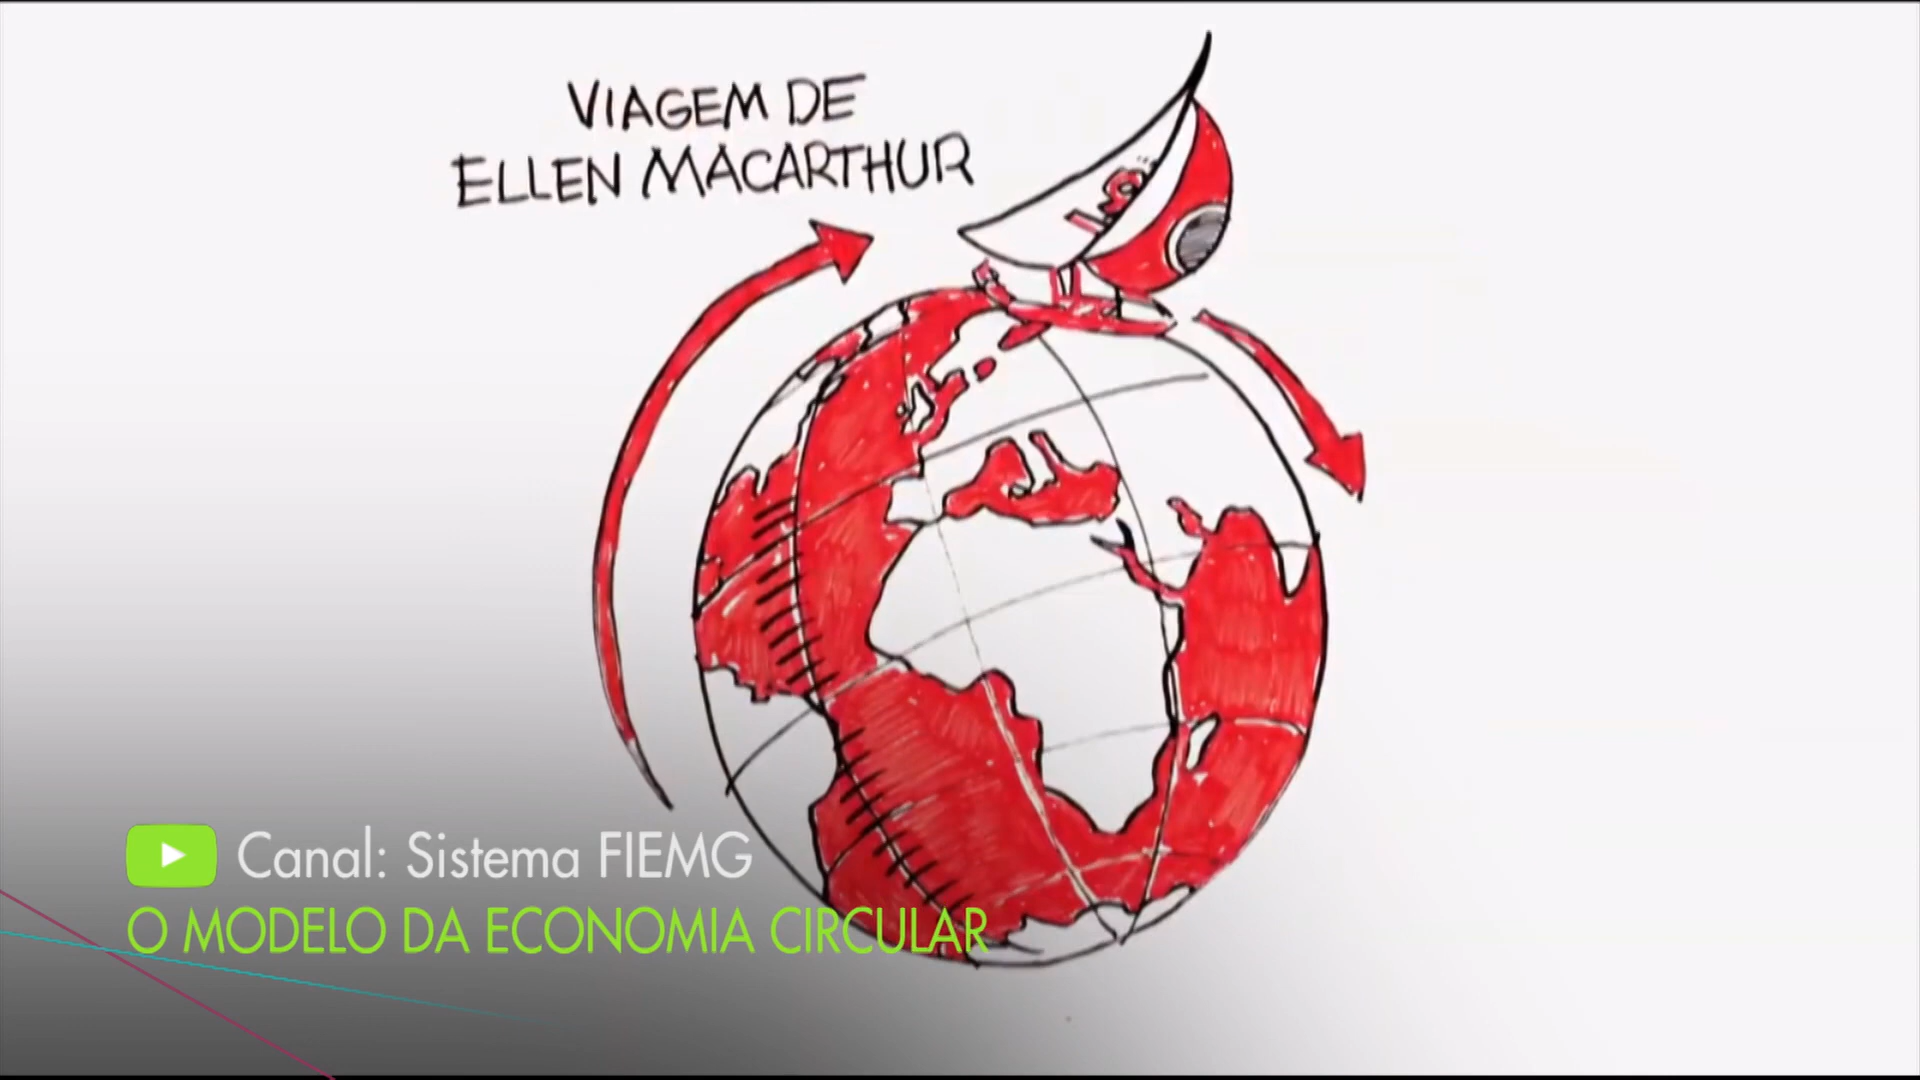 VIAGEM DE
ELLEN MACARTHUR
Canal: Sistema FIEMG
O MODELO DA ECONOMIA CIRCULAR